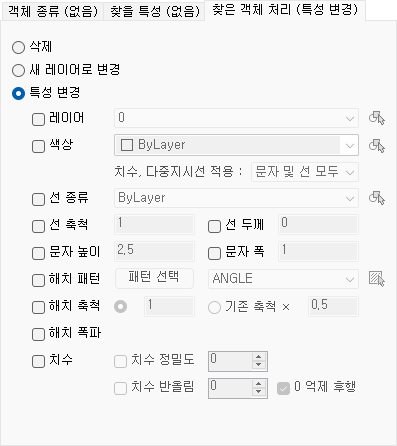 객체 종류 (없음) 찾을 특성 (없음) 찾은 객체 처리 (특성 변경)
삭제
새 레이어로 변경
특성 변경
레이어 0
색상 ByLayer
치수, 다중지시선 적용 : 문자 및 선 모두
선 종류 ByLayer
선 축척 1 선 두께 0
문자 높이 2,5 문자 폭 1
해치 패턴 패턴 선택 ANGLE
해치 축척 1 기존 축척 × 0,5
해치 폭파
치수 치수 정밀도 0
치수 반올림 0 0 억제 후행